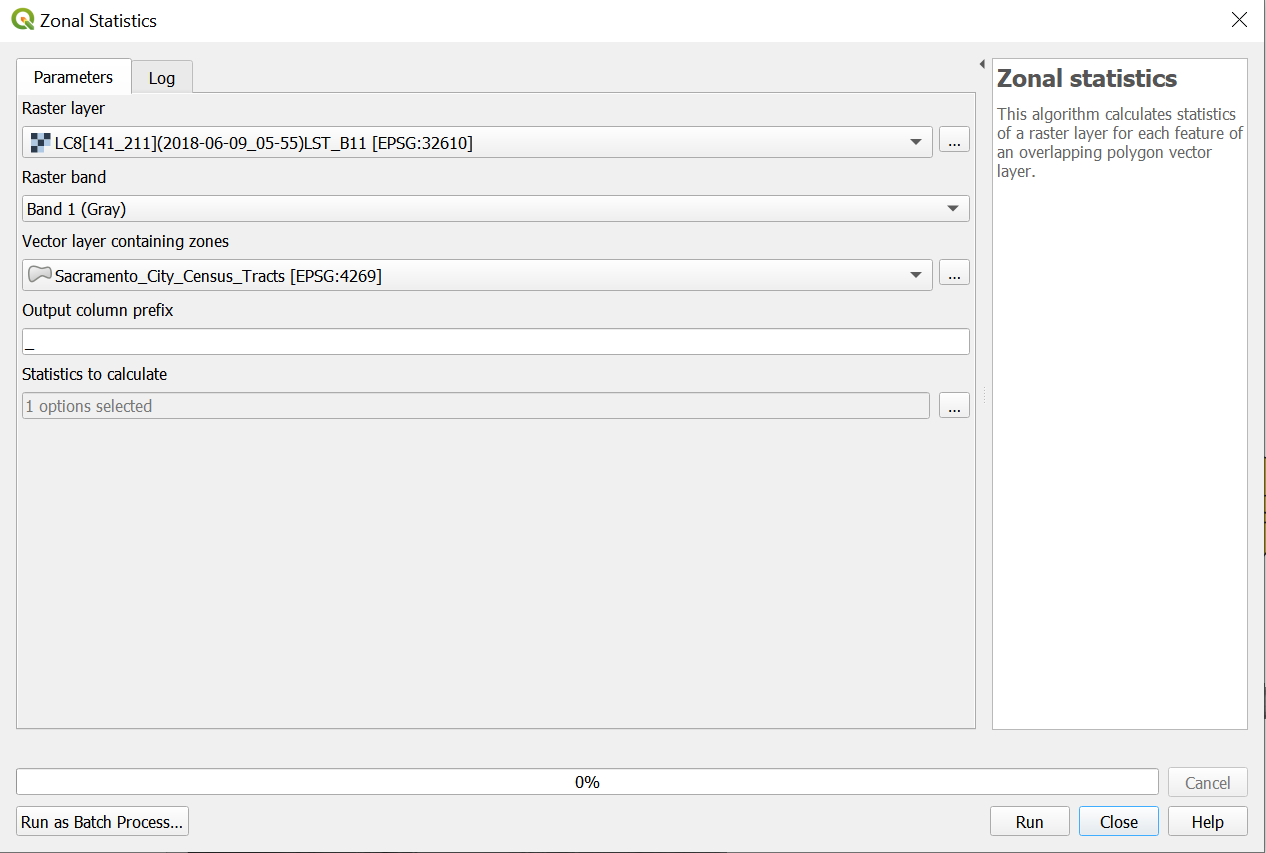 Zonal Statistics
Parameters
Log
Raster layer
LC8[141_211](2018-06-09_05-55)LST_B11 [EPSG:32610]
...
Raster band
Band 1 (Gray)
Vector layer containing zones
Sacramento_City_Census_Tracts [EPSG:4269]
...
Output column prefix
_
Statistics to calculate
1 options selected
...
Zonal statistics
This algorithm calculates statistics
of a raster layer for each feature of
an overlapping polygon vector
layer.
0%
Cancel
Run as Batch Process...
Run
Close
Help